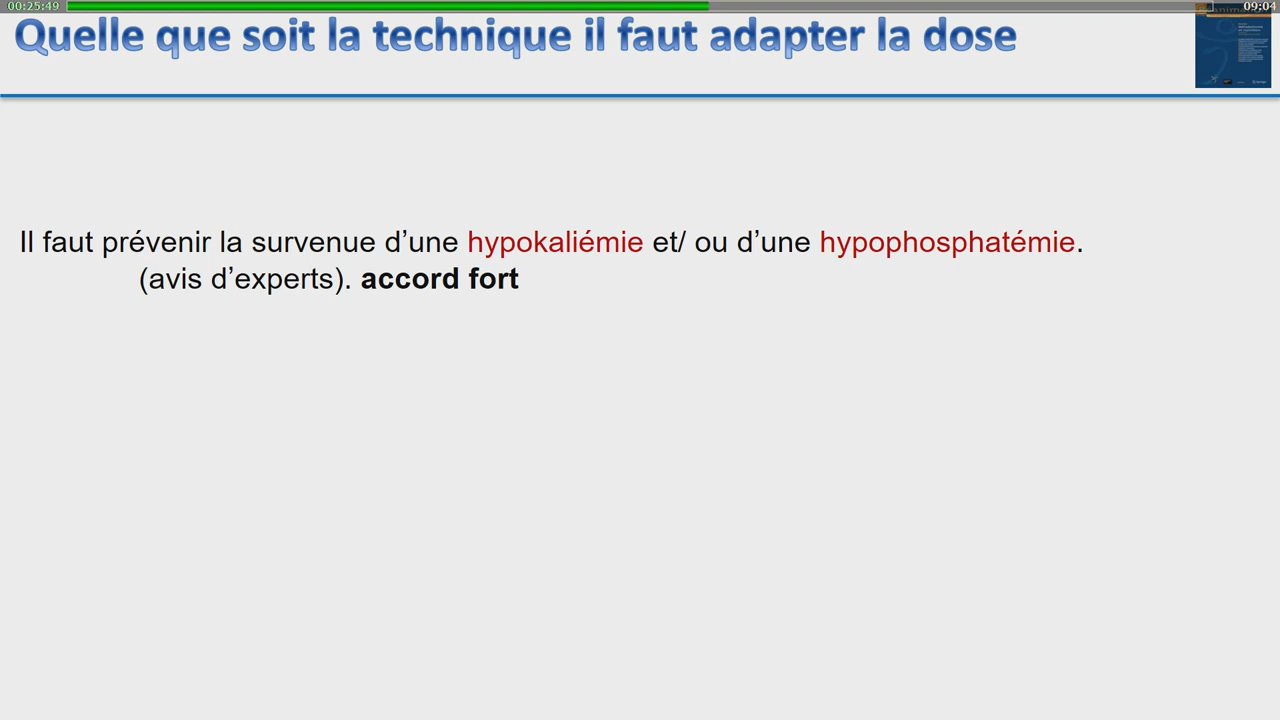 00:25:49
09:04
Quelle que soit la technique il faut adapter la dose
Il faut prévenir la survenue d’une hypokaliémie et/ ou d’une hypophosphatémie.
(avis d’experts). accord fort